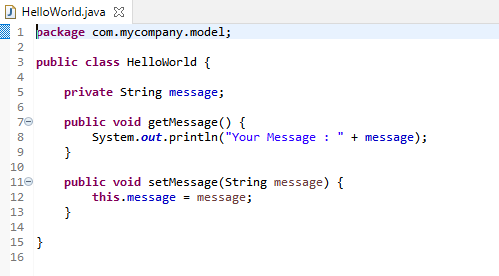 HelloWorld.java
1 package com.mycompany.model;
2
3 public class HelloWorld {
4
5     private String message;
6
7     public void getMessage() {
8         System.out.println("Your Message : " + message);
9     }
10
11     public void setMessage(String message) {
12         this.message = message;
13     }
14
15 }
16